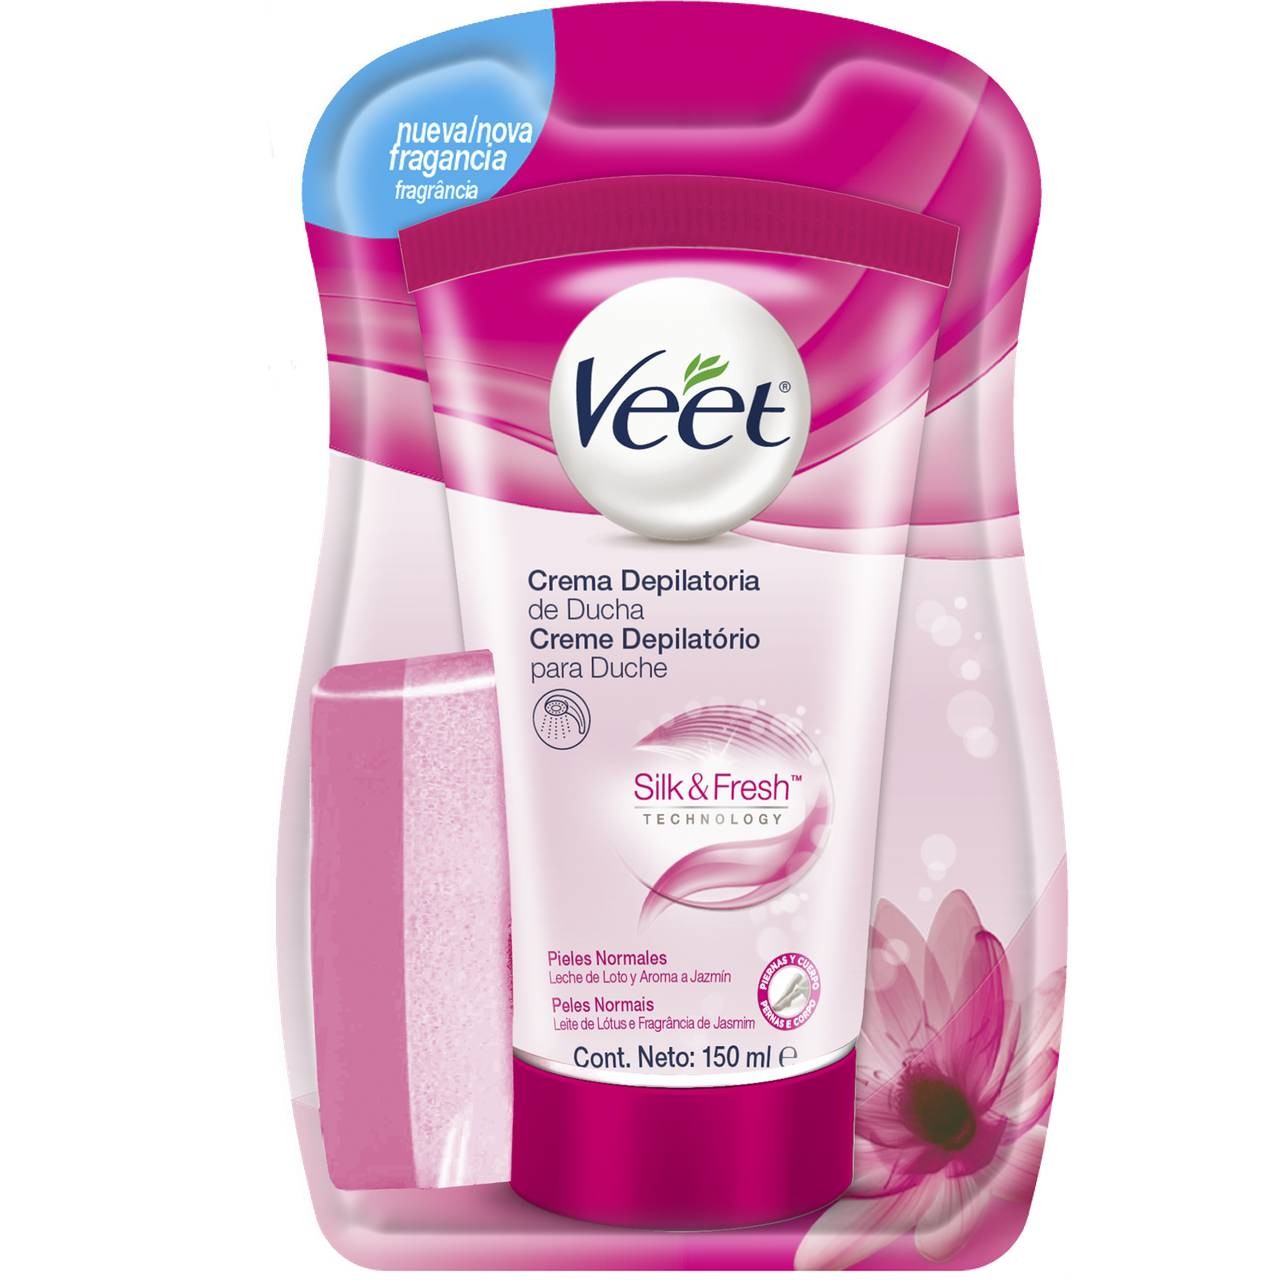 nueva/nova
fragancia
fragrância
Veet®
Crema Depilatoria
de Ducha
Creme Depilatório
para Duche
Silk & Fresh™
TECHNOLOGY
Pieles Normales
Leche de Loto y Aroma a Jazmín
Peles Normais
Leite de Lótus e Fragrância de Jasmim
PIERNAS Y CUERPO
PERNAS E CORPO
Cont. Neto: 150 ml ℮